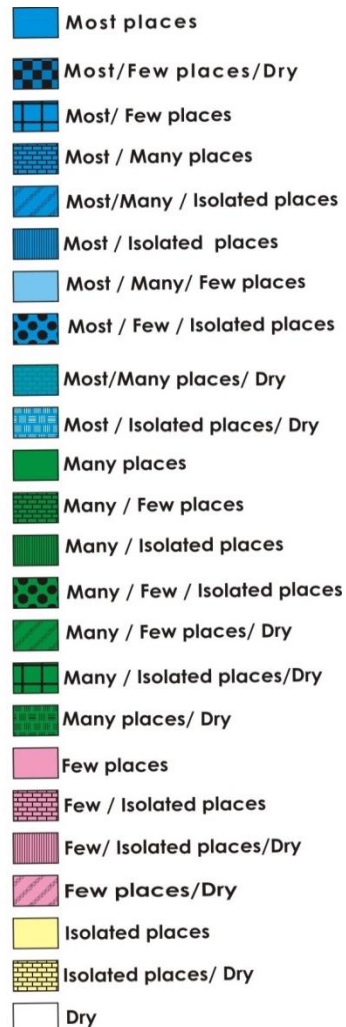 Most places
Most/Few places/Dry
Most/ Few places
Most / Many places
Most/Many / Isolated places
Most / Isolated places
Most / Many/ Few places
Most / Few / Isolated places
Most/Many places/ Dry
Most / Isolated places/ Dry
Many places
Many / Few places
Many / Isolated places
Many / Few / Isolated places
Many / Few places/ Dry
Many / Isolated places/Dry
Many places/ Dry
Few places
Few / Isolated places
Few/ Isolated places/Dry
Few places/Dry
Isolated places
Isolated places/ Dry
Dry